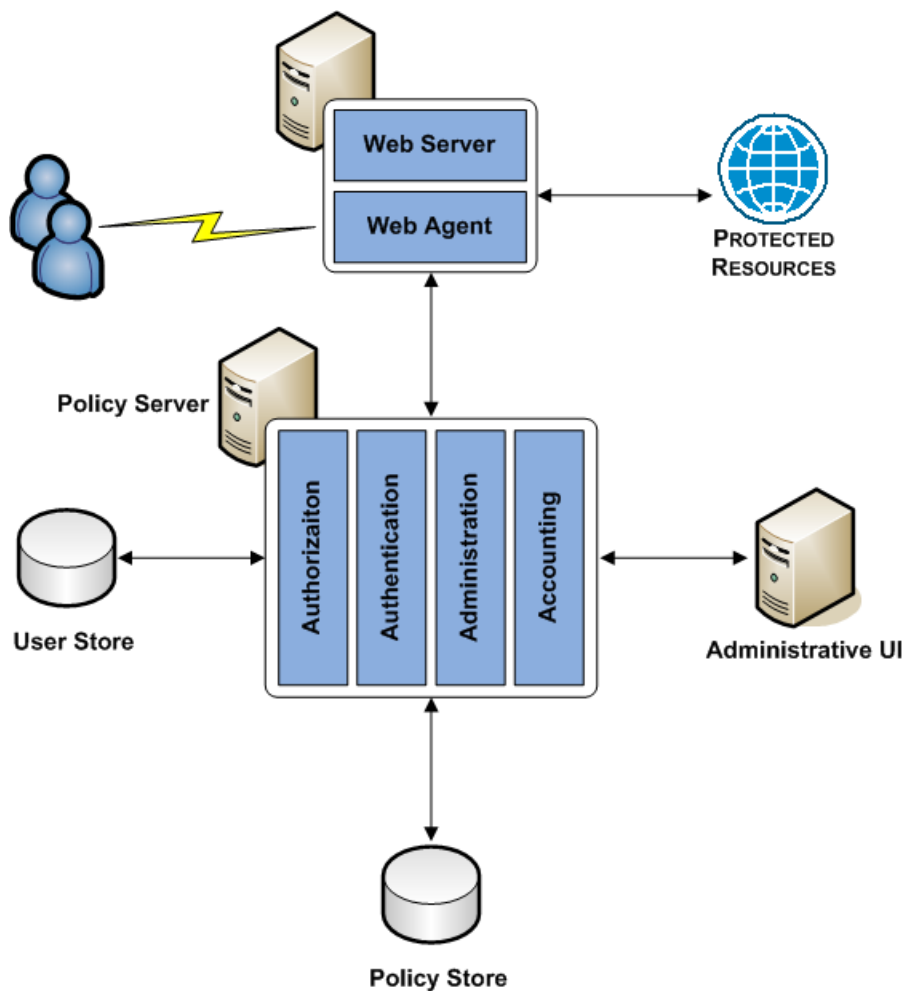 Web Server
Web Agent
PROTECTED
RESOURCES
Policy Server
Authorizaiton
Authentication
Administration
Accounting
User Store
Administrative UI
Policy Store